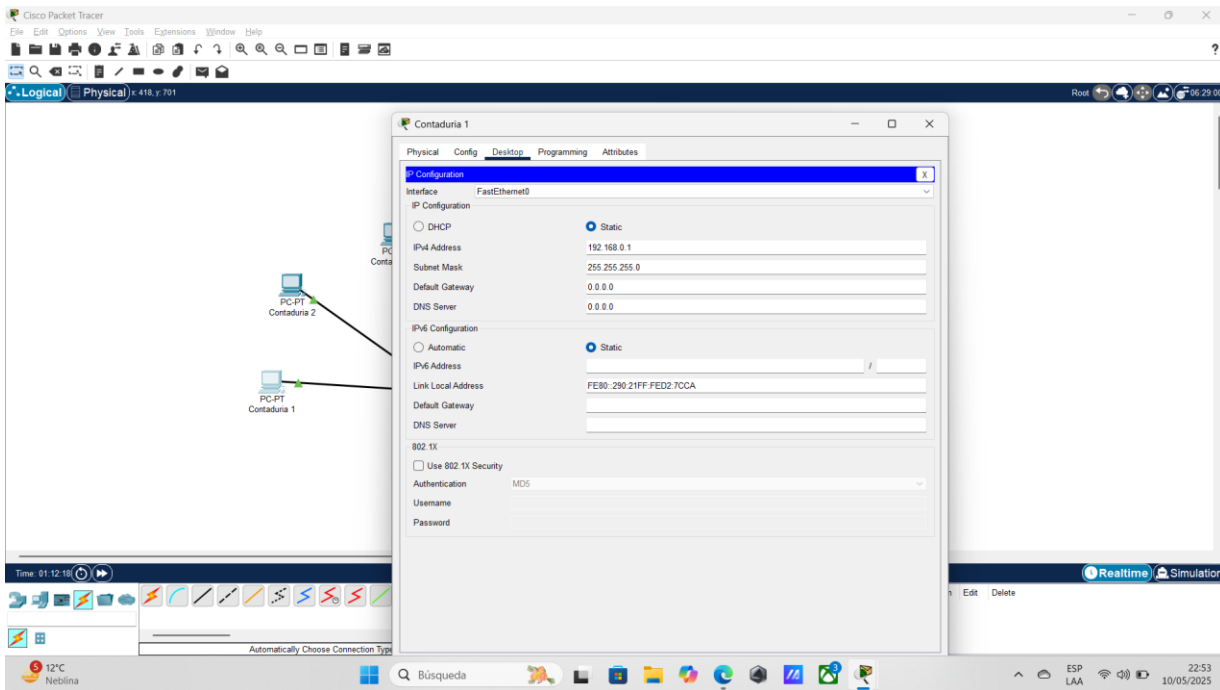 Cisco Packet Tracer
File Edit Options View Tools Extensions Window Help
?
Logical Physical x: 418, y: 701 Root 06:29:00
Contaduria 1
Physical Config Desktop Programming Attributes
IP Configuration X
Interface FastEthernet0
IP Configuration
DHCP Static
IPv4 Address 192.168.0.1
Subnet Mask 255.255.255.0
Default Gateway 0.0.0.0
DNS Server 0.0.0.0
IPv6 Configuration
Automatic Static
IPv6 Address /
Link Local Address FE80::290:21FF:FED2:7CCA
Default Gateway
DNS Server
802.1X
Use 802.1X Security
Authentication MD5
Username
Password
PC-PT
Contaduria 2
PC-PT
Contaduria 1
Time: 01:12:18 Realtime Simulation
Edit Delete
Automatically Choose Connection Type
5 12°C
Neblina
Búsqueda
3
ESP
LAA
22:53
10/05/2025